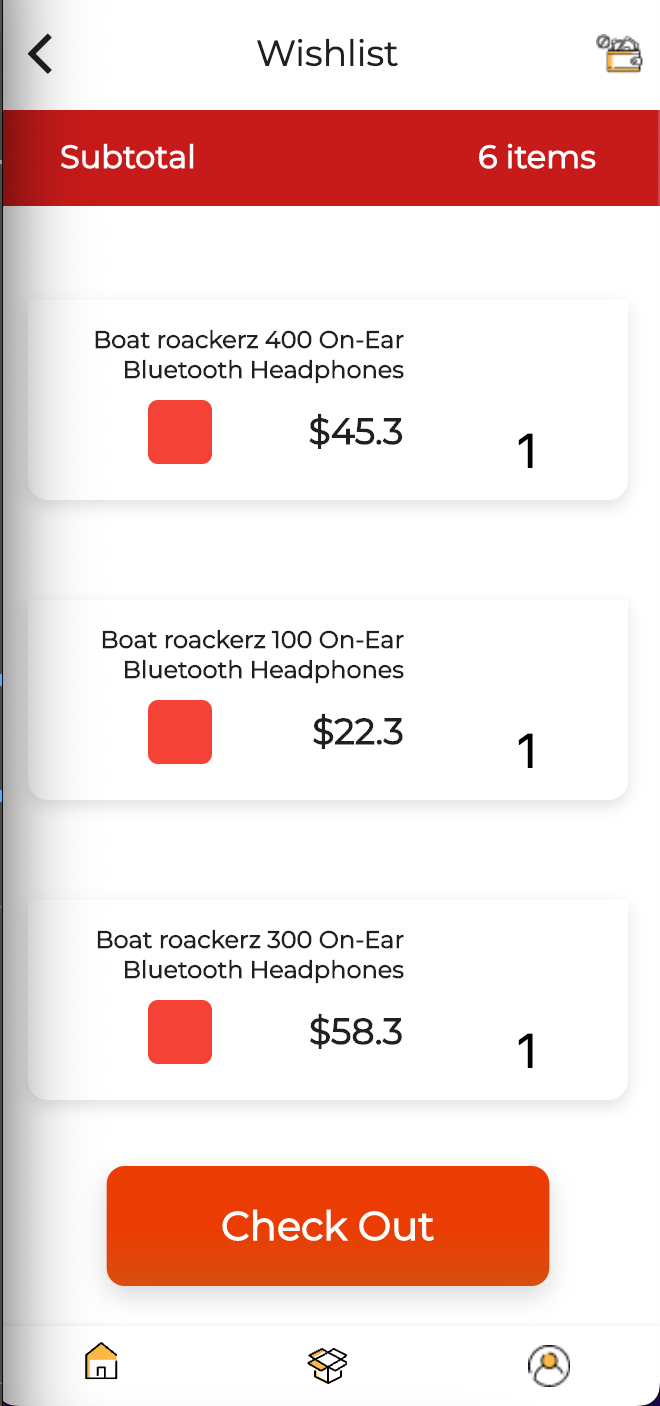 Wishlist
Subtotal 6 items
Boat roackerz 400 On-Ear
Bluetooth Headphones
$45.3
1
Boat roackerz 100 On-Ear
Bluetooth Headphones
$22.3
1
Boat roackerz 300 On-Ear
Bluetooth Headphones
$58.3
1
Check Out